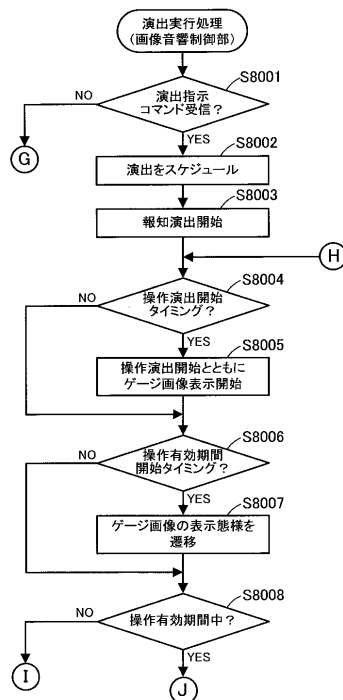 演出実行処理
(画像音響制御部)
S8001
演出指示
コマンド受信?
NO
YES
G
S8002
演出をスケジュール
S8003
報知演出開始
H
S8004
操作演出開始
タイミング?
NO
YES
S8005
操作演出開始とともに
ゲージ画像表示開始
S8006
操作有効期間
開始タイミング?
NO
YES
S8007
ゲージ画像の表示態様を
遷移
S8008
操作有効期間中?
NO
YES
I
J